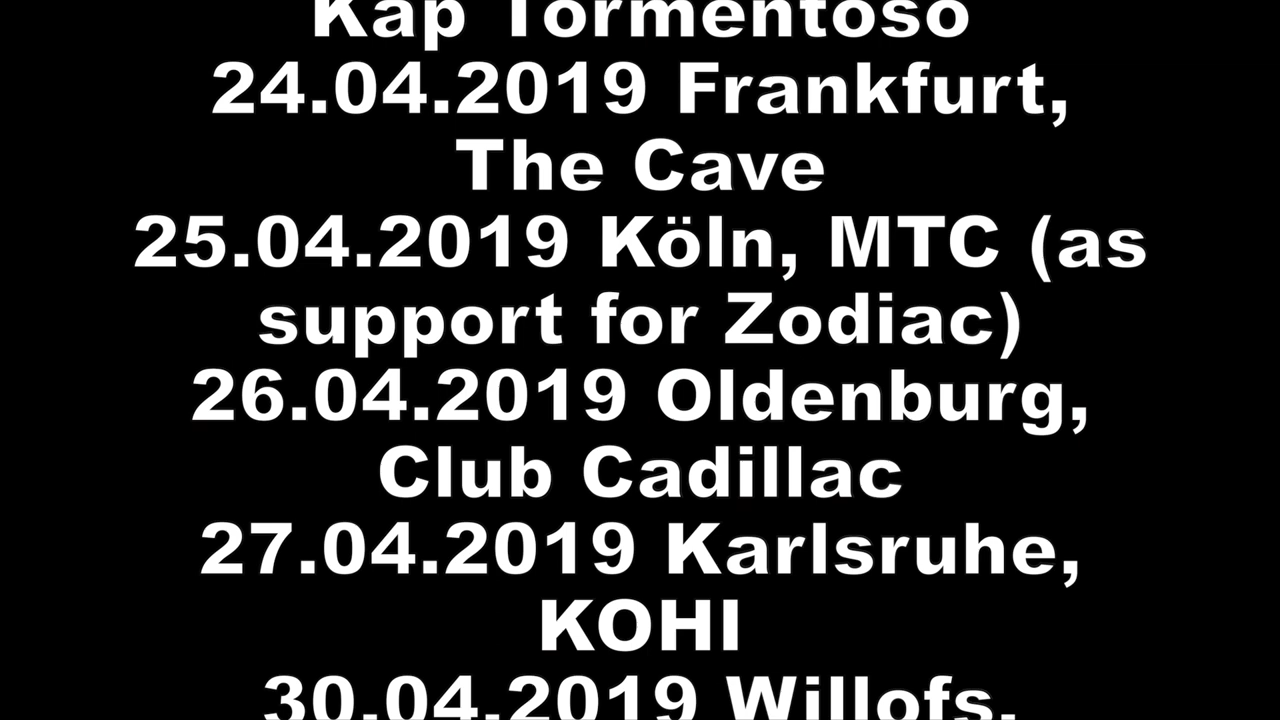 Kap Tormentoso
24.04.2019 Frankfurt,
The Cave
25.04.2019 Köln, MTC (as
support for Zodiac)
26.04.2019 Oldenburg,
Club Cadillac
27.04.2019 Karlsruhe,
KOHI
30.04.2019 Willofs,